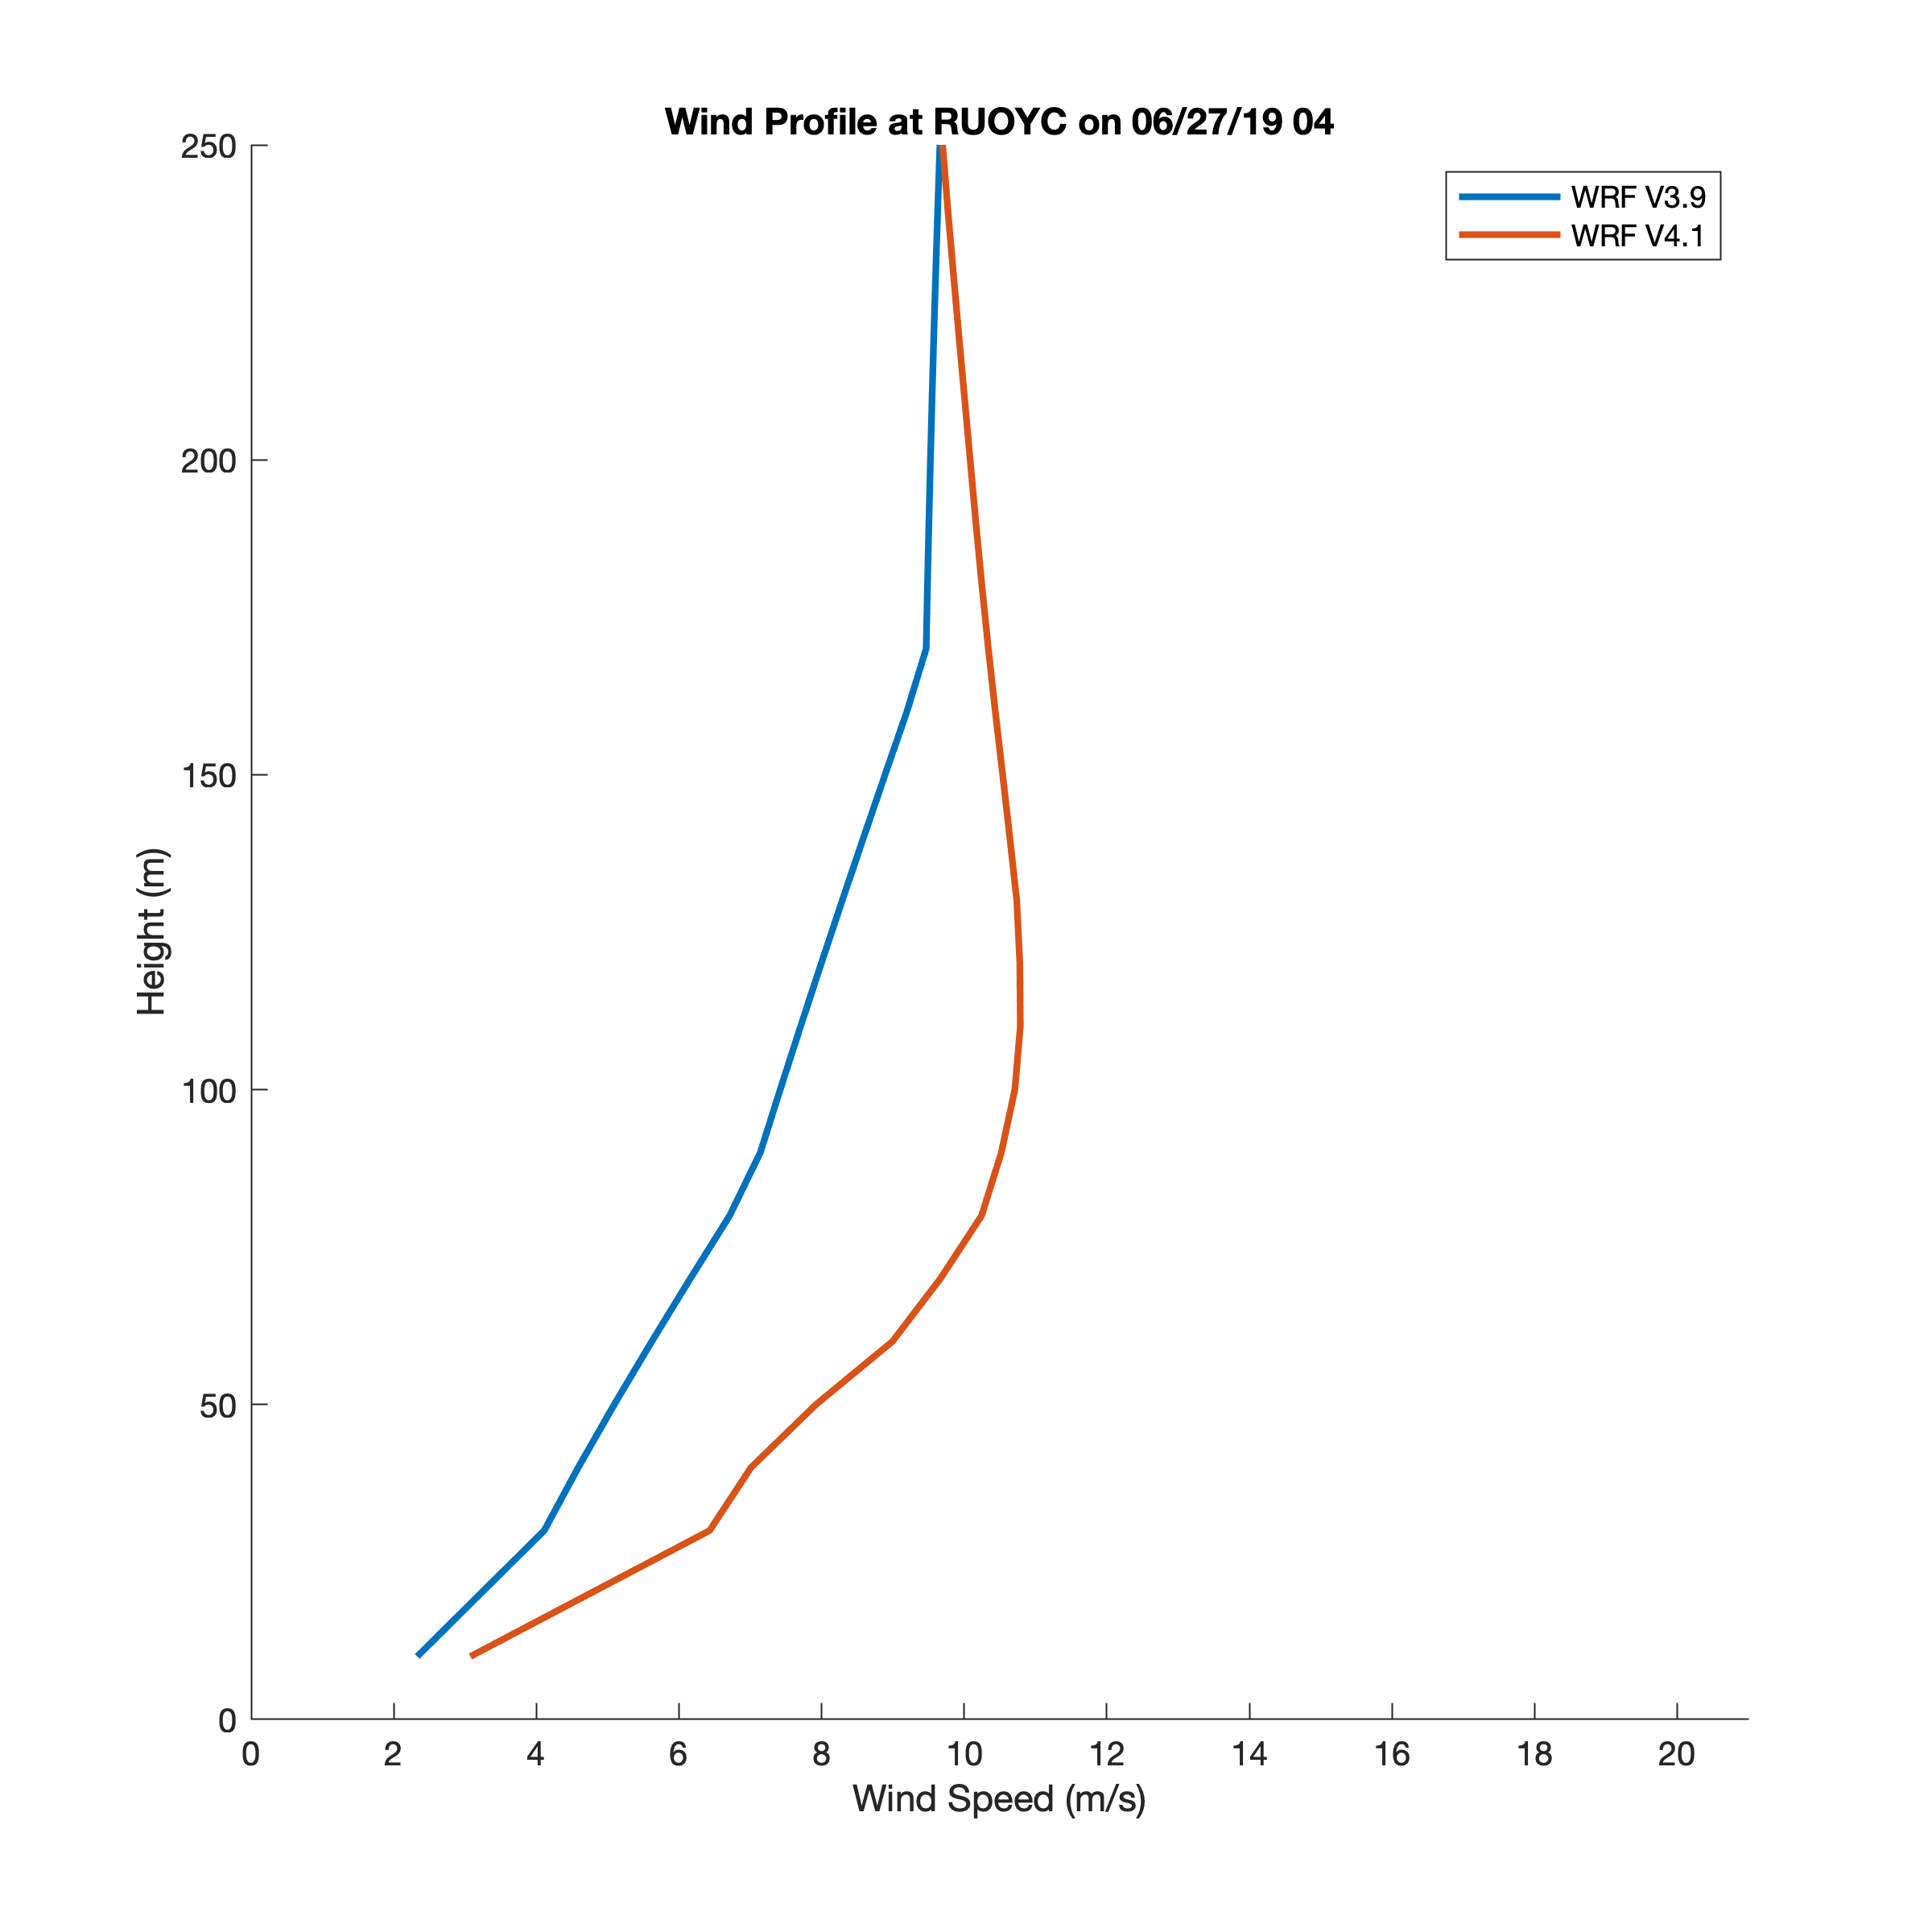 Wind Profile at RUOYC on 06/27/19 04
WRF V3.9
WRF V4.1
250
200
150
100
50
0
Height (m)
0 2 4 6 8 10 12 14 16 18 20
Wind Speed (m/s)